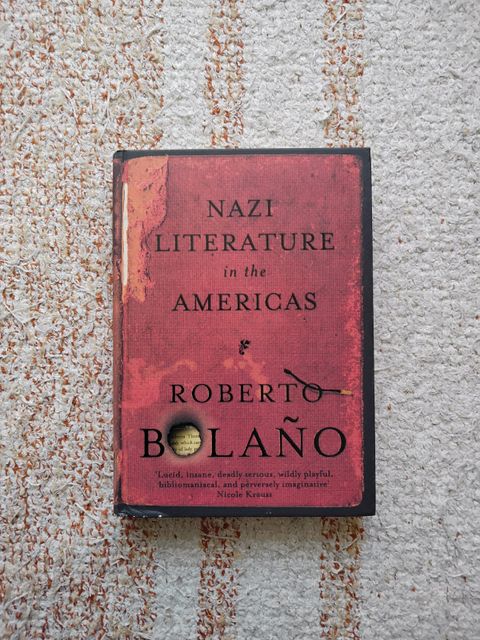 NAZI
LITERATURE
in the
AMERICAS
ROBERTO
BOLAÑO
'Lucid, insane, deadly serious, wildly playful,
bibliomaniacal, and perversely imaginative'
Nicole Krauss